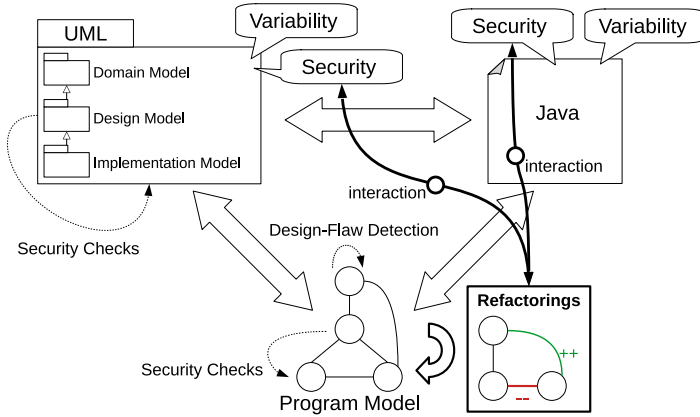 Variability
Security
Variability
UML
Security
Domain Model
Design Model
Java
Implementation Model
interaction
interaction
Design-Flaw Detection
Security Checks
Refactorings
++
Security Checks
--
Program Model